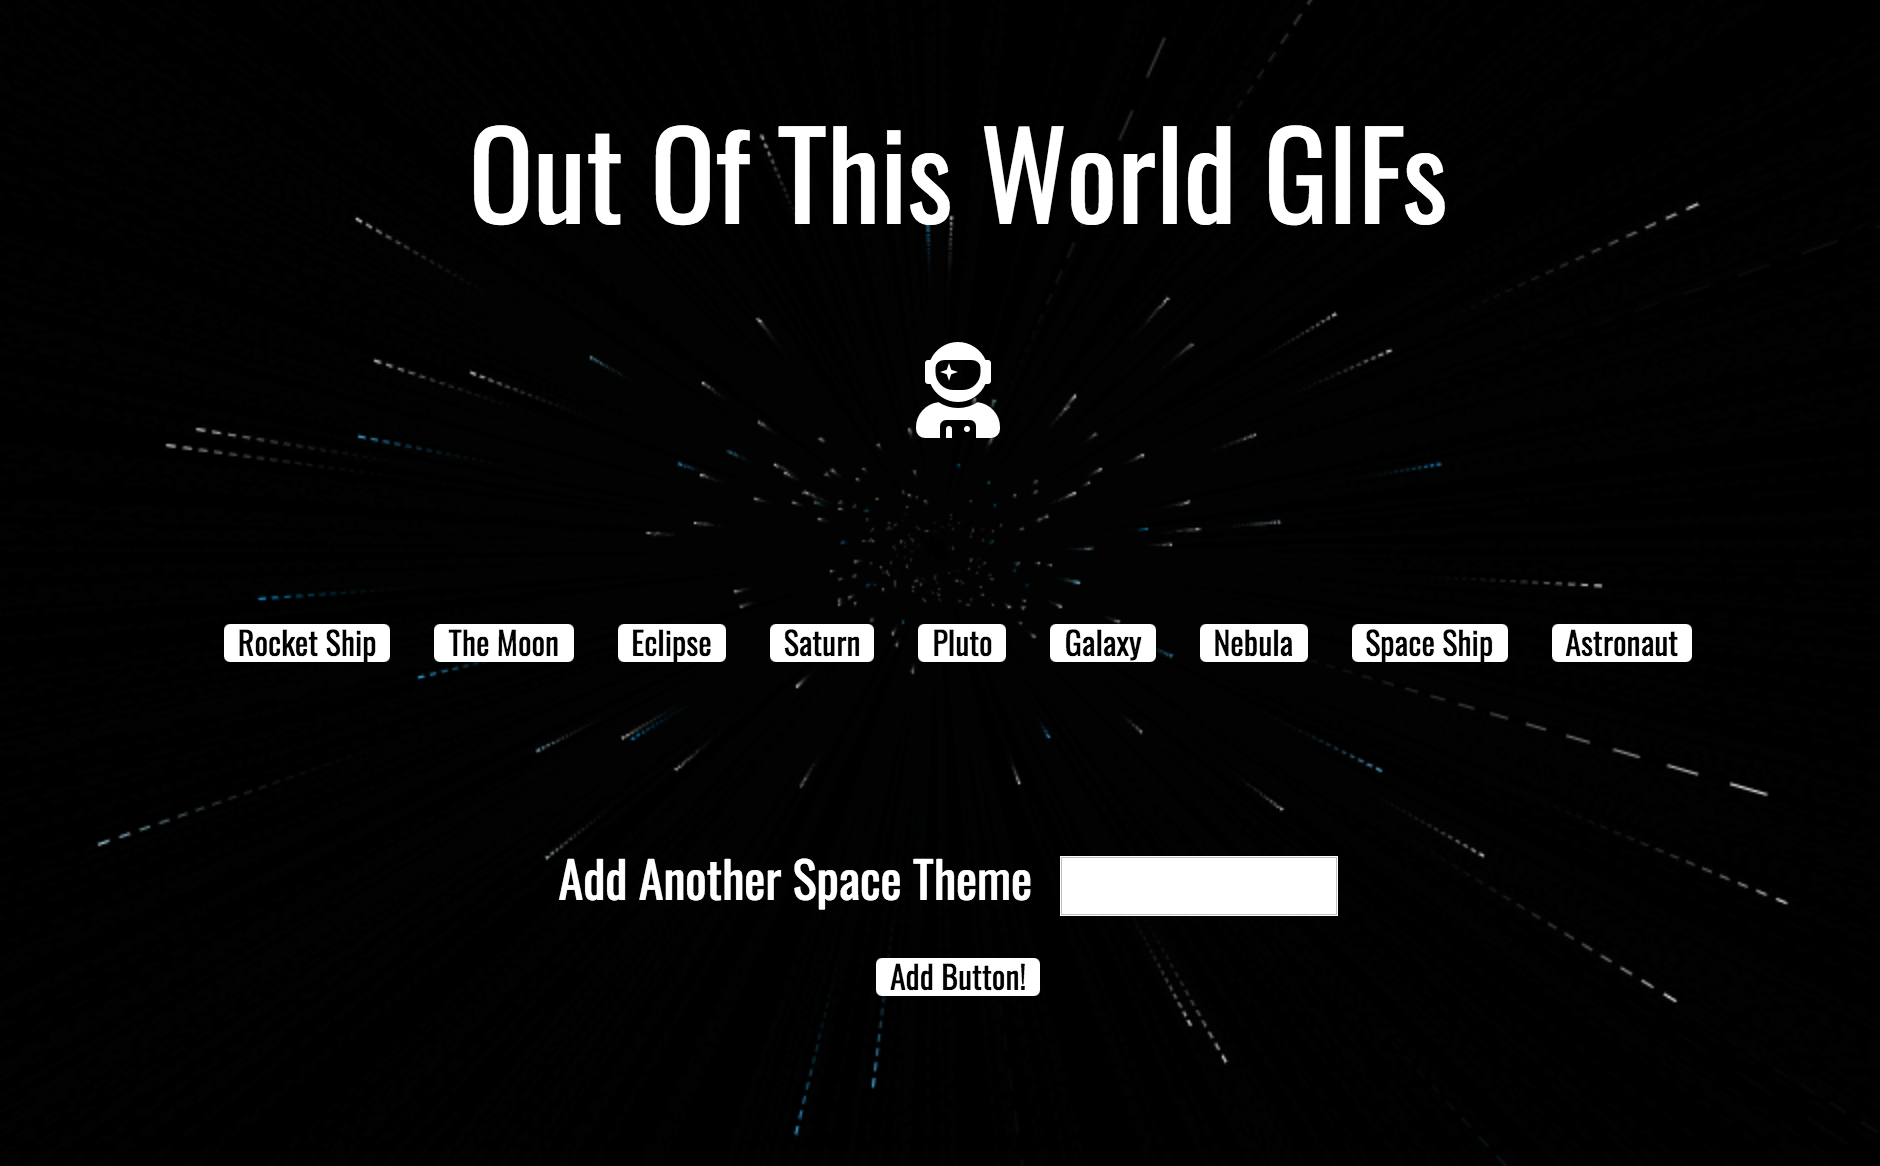 Out Of This World GIFs
Rocket Ship The Moon Eclipse Saturn Pluto Galaxy Nebula Space Ship Astronaut
Add Another Space Theme
Add Button!